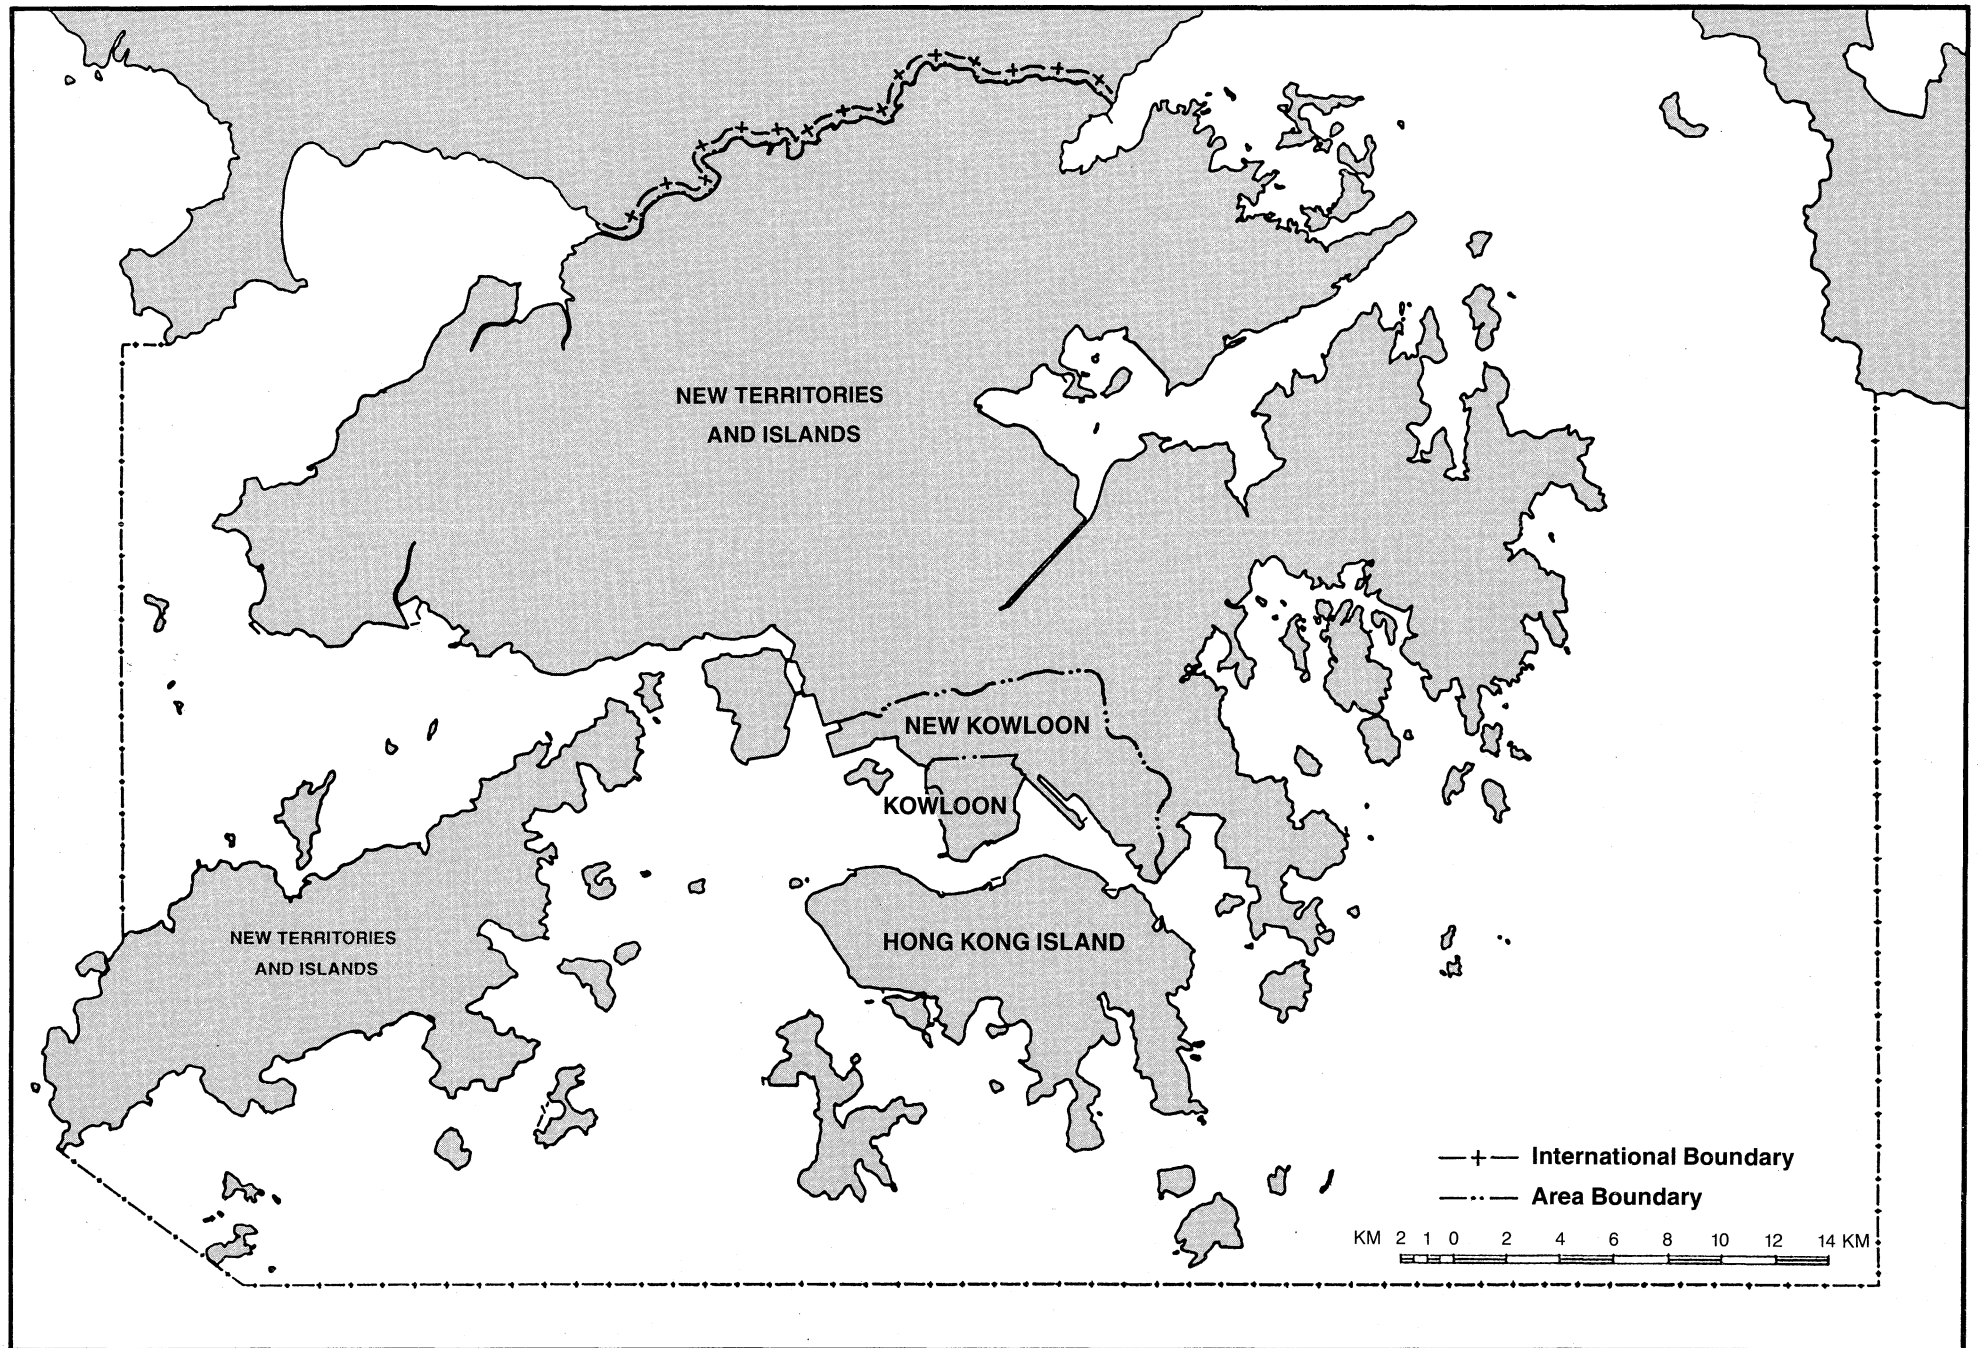 NEW TERRITORIES
AND ISLANDS
NEW KOWLOON
KOWLOON
NEW TERRITORIES
AND ISLANDS
HONG KONG ISLAND
International Boundary
Area Boundary
KM 2 1 0 2 4 6 8 10 12 14 KM